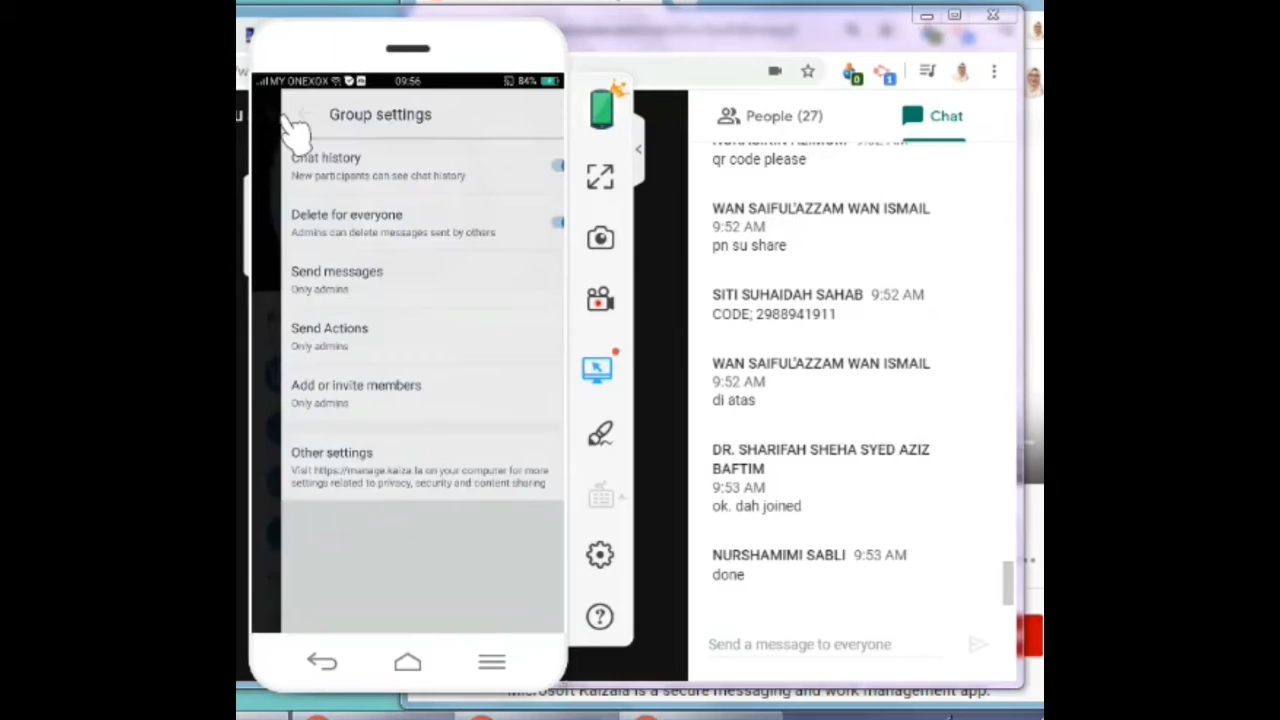 MY ONEXOX
09:56
84%
Group settings
Chat history
New participants can see chat history
Delete for everyone
Admins can delete messages sent by others
Send messages
Only admins
Send Actions
Only admins
Add or invite members
Only admins
Other settings
Visit https://manage.kaiza.la on your computer for more
settings related to privacy, security and content sharing
0
1
People (27)
Chat
qr code please
WAN SAIFUL'AZZAM WAN ISMAIL
9:52 AM
pn su share
SITI SUHAIDAH SAHAB 9:52 AM
CODE; 2988941911
WAN SAIFUL'AZZAM WAN ISMAIL
9:52 AM
di atas
DR. SHARIFAH SHEHA SYED AZIZ
BAFTIM
9:53 AM
ok. dah joined
NURSHAMIMI SABLI 9:53 AM
done
Send a message to everyone
Microsoft Kaizala is a secure messaging and work management app.